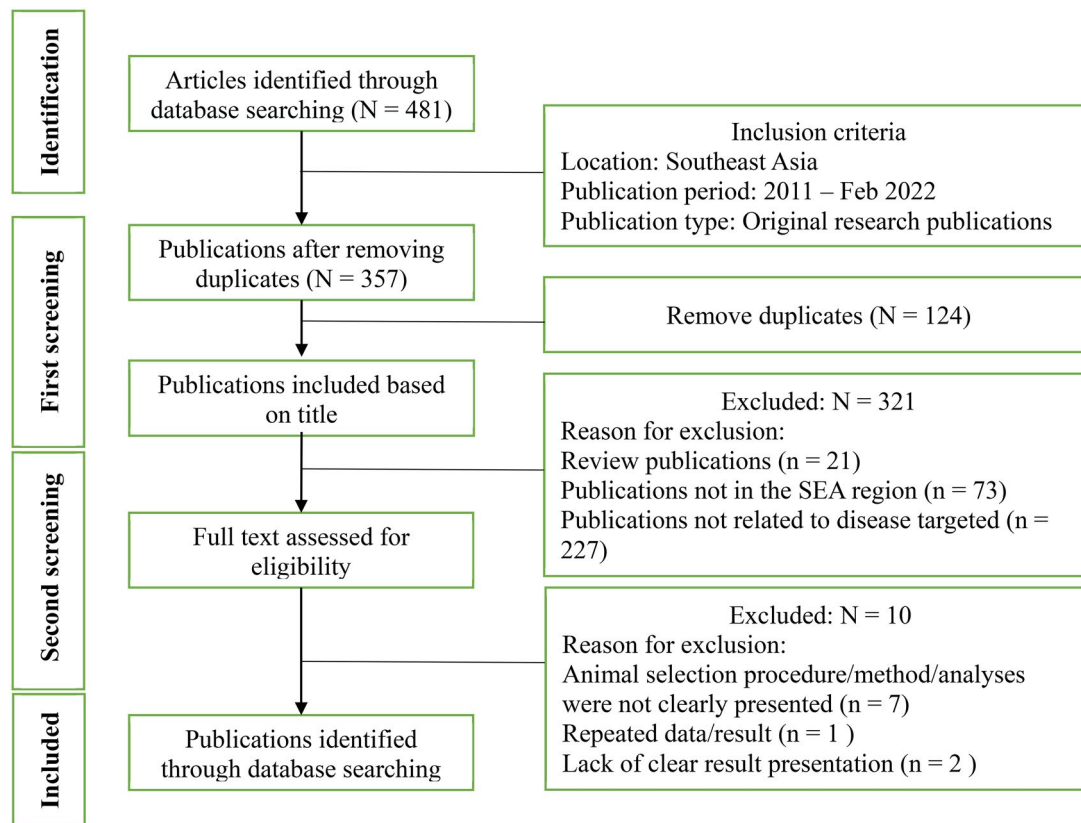 Identification
Articles identified through
database searching (N = 481)
Inclusion criteria
Location: Southeast Asia
Publication period: 2011 – Feb 2022
Publication type: Original research publications
First screening
Publications after removing
duplicates (N = 357)
Remove duplicates (N = 124)
Publications included based
on title
Excluded: N = 321
Reason for exclusion:
Review publications (n = 21)
Publications not in the SEA region (n = 73)
Publications not related to disease targeted (n =
227)
Second screening
Full text assessed for
eligibility
Excluded: N = 10
Reason for exclusion:
Animal selection procedure/method/analyses
were not clearly presented (n = 7)
Repeated data/result (n = 1 )
Lack of clear result presentation (n = 2 )
Included
Publications identified
through database searching